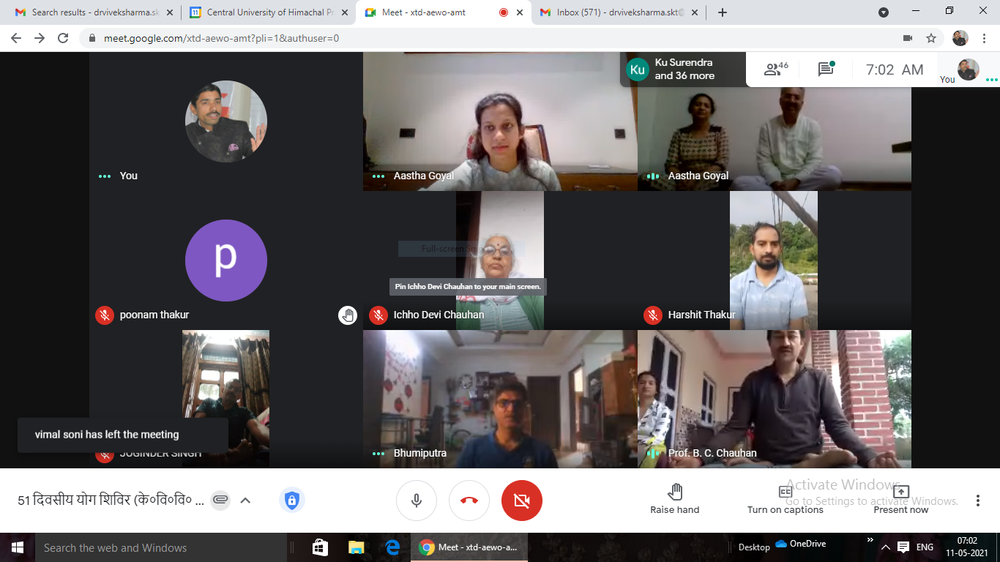 Search results - drviveksharma.sk
Central University of Himachal Pr
Meet - xtd-aewo-amt
Inbox (571) - drviveksharma.skt@
meet.google.com/xtd-aewo-amt?pli=1&authuser=0
Ku
Ku Surendra
and 36 more
46
7:02 AM
You
You
Aastha Goyal
Aastha Goyal
p
Full-screen
Pin Ichho Devi Chauhan to your main screen.
poonam thakur
Ichho Devi Chauhan
Harshit Thakur
vimal soni has left the meeting
JOGINDER SINGH
Bhumiputra
Prof. B. C. Chauhan
51 दिवसीय योग शिविर (के०वि०वि० ...
Raise hand
Turn on captions
Present now
Activate Windows
Go to Settings to activate Windows.
Search the web and Windows
Meet - xtd-aewo-a...
Desktop
OneDrive
ENG
07:02
11-05-2021